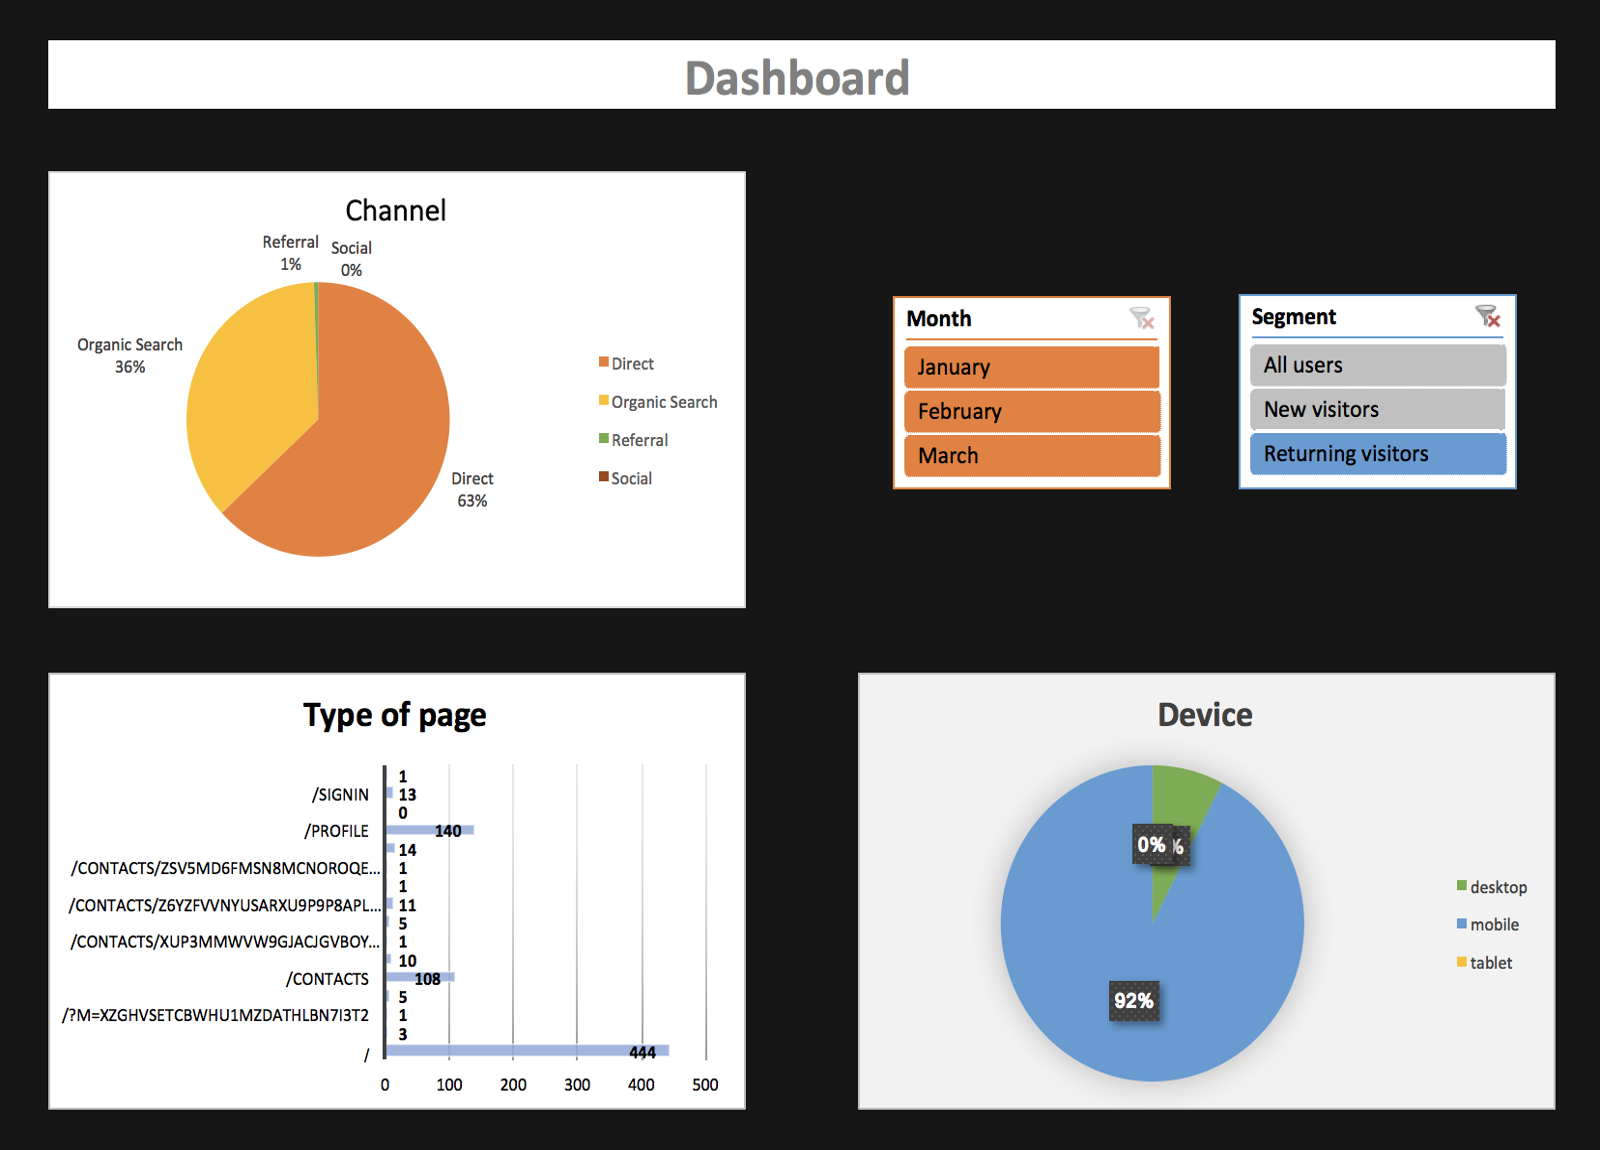 Dashboard
Channel
Referral
1%
Social
0%
Organic Search
36%
Direct
63%
Direct
Organic Search
Referral
Social
Month
January
February
March
Segment
All users
New visitors
Returning visitors
Type of page
1
/SIGNIN 13
0
/PROFILE 140
14
/CONTACTS/ZSV5MD6FMSN8MCNOROQE... 1
1
/CONTACTS/Z6YZFVVNYUSARXU9P9P8APL... 11
5
/CONTACTS/XUP3MMWVW9GJACJGVBOY... 1
10
/CONTACTS 108
5
/?M=XZGHVSETCBWHU1MZDATHLBN7I3T2 1
3
/ 444
0 100 200 300 400 500
Device
0%
%
92%
desktop
mobile
tablet